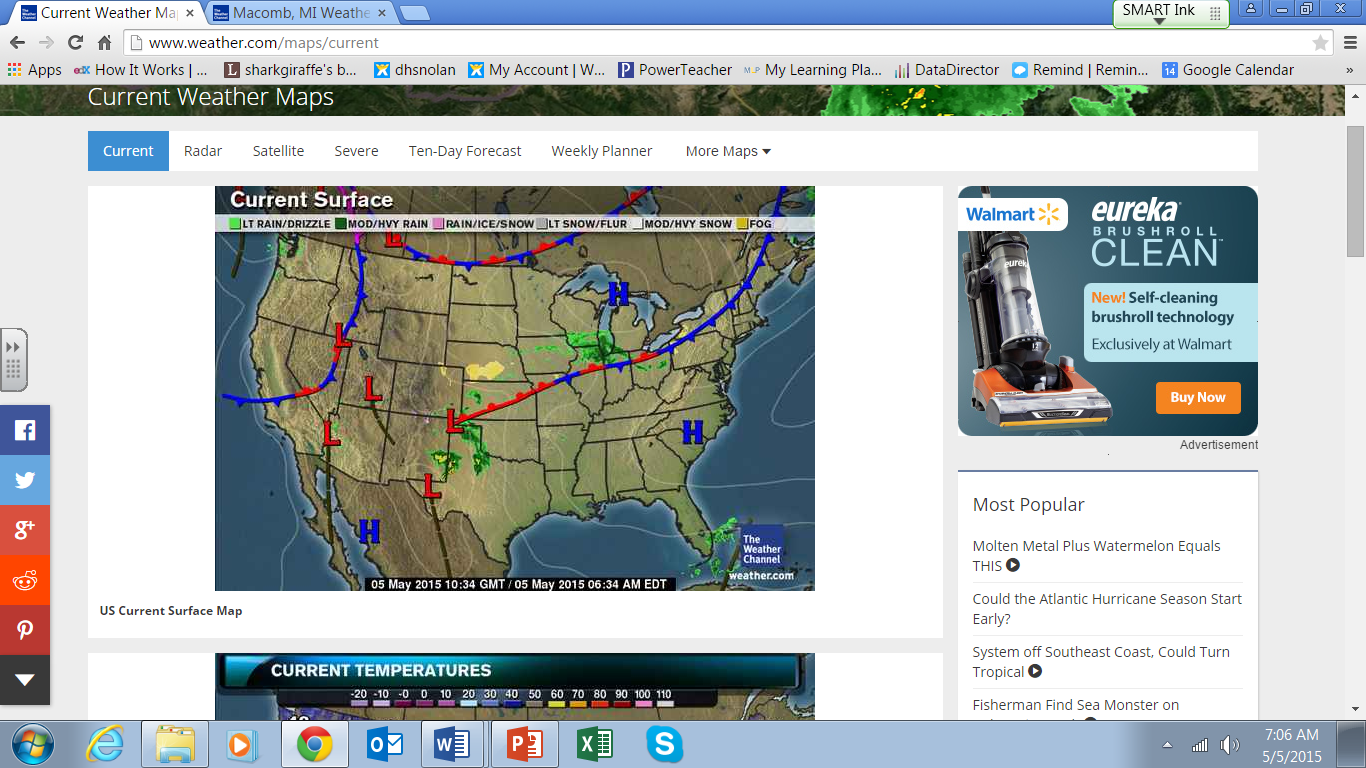 Current Weather Ma
Macomb, MI Weathe
SMART Ink
www.weather.com/maps/current
Apps
edX How It Works | ...
L sharkgiraffe's b...
dhsnolan
My Account | W...
P PowerTeacher
M..P My Learning Pla...
DataDirector
Remind | Remin...
14 Google Calendar
»
Current Weather Maps
Current Radar Satellite Severe Ten-Day Forecast Weekly Planner More Maps
Current Surface
LT RAIN/DRIZZLE MOD/HVY RAIN RAIN/ICE/SNOW LT SNOW/FLUR MOD/HVY SNOW FOG
L
H
L
L
L
L
H
L
H
The
Weather
Channel
weather.com
05 May 2015 10:34 GMT / 05 May 2015 06:34 AM EDT
US Current Surface Map
CURRENT TEMPERATURES
-20 -10 -0 0 10 20 30 40 50 60 70 80 90 100 110
Walmart
eureka
BRUSHROLL
CLEAN™
eureka
New! Self-cleaning
brushroll technology
Exclusively at Walmart
Buy Now
Advertisement
Most Popular
Molten Metal Plus Watermelon Equals
THIS
Could the Atlantic Hurricane Season Start
Early?
System off Southeast Coast, Could Turn
Tropical
Fisherman Find Sea Monster on
7:06 AM
5/5/2015